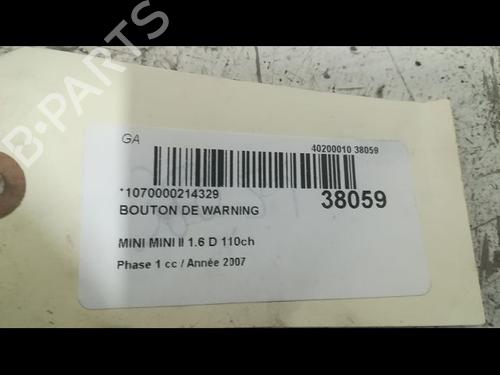 B-PARTS
GA
40200010 38059
*1070000214329
38059
BOUTON DE WARNING
MINI MINI II 1.6 D 110ch
Phase 1 cc / Année 2007